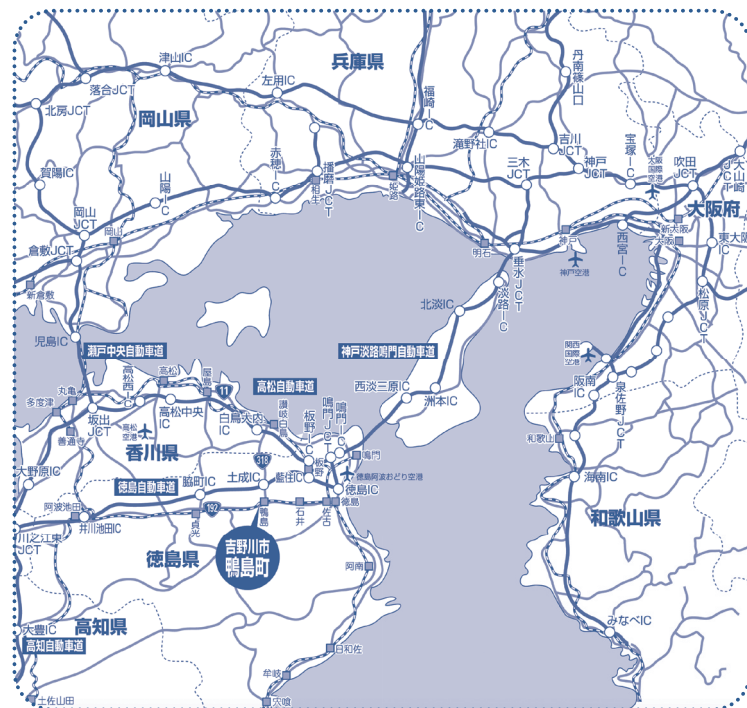 兵庫県
津山IC
落合JCT
北房JCT
佐用IC
岡山県
福崎IC
丹南篠山口
滝野社IC
吉川JCT
宝塚IC
大阪国際空港
吹田JCT
大山崎JCT
賀陽IC
山陽IC
赤穂IC
播磨JCT
相生
姫路
山陽姫路東IC
三木JCT
神戸JCT
大阪府
岡山JCT
岡山
倉敷JCT
新倉敷
明石
垂水JCT
神戸
神戸空港
西宮IC
新大阪
大阪
東大阪IC
松原JCT
淡路IC
北淡IC
児島IC
瀬戸中央自動車道
神戸淡路鳴門自動車道
関西国際空港
阪南IC
泉佐野JCT
丸亀
多度津
善通寺
坂出JCT
高松西IC
高松
屋島
11
高松自動車道
高松中央IC
高松空港
白鳥大内IC
讃岐白鳥
板野IC
板野
鳴門JCT
鳴門IC
鳴門
西淡三原IC
洲本IC
和歌山
香川県
大野原IC
徳島自動車道
脇町IC
318
土成IC
藍住IC
徳島阿波おどり空港
徳島IC
徳島
海南IC
和歌山県
阿波池田
井川池田IC
192
貞光
鴨島
石井
佐古
川之江東JCT
徳島県
吉野川市
鴨島町
阿南
高知県
大豊IC
高知自動車道
みなべIC
日和佐
牟岐
穴喰
土佐山田